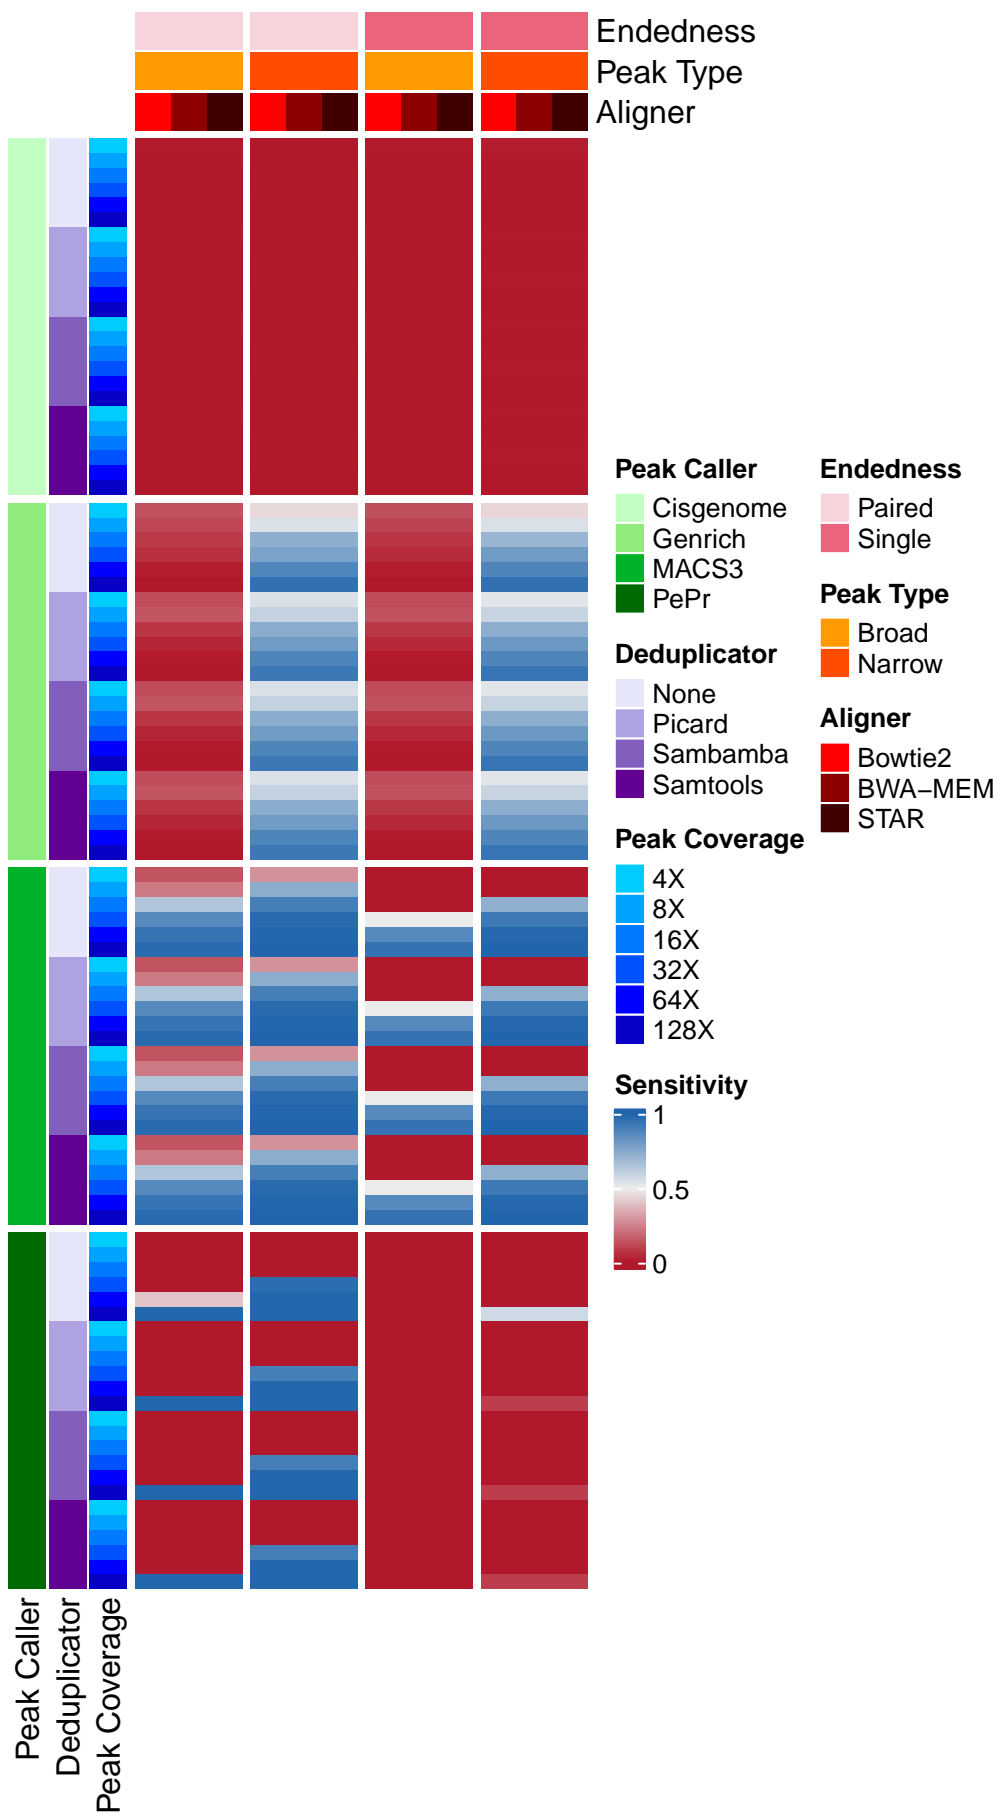 Endedness
Peak Type
Aligner
Peak Caller
Cisgenome
Genrich
MACS3
PePr
Deduplicator
None
Picard
Sambamba
Samtools
Peak Coverage
4X
8X
16X
32X
64X
128X
Sensitivity
1
0.5
0
Endedness
Paired
Single
Peak Type
Broad
Narrow
Aligner
Bowtie2
BWA−MEM
STAR
Peak Caller
Deduplicator
Peak Coverage